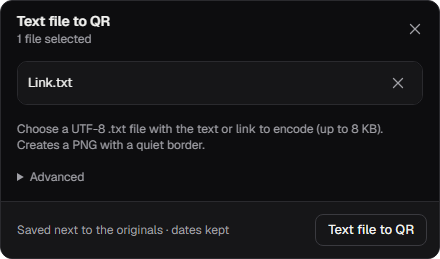 Text file to QR
1 file selected
Link.txt
Choose a UTF-8 .txt file with the text or link to encode (up to 8 KB).
Creates a PNG with a quiet border.
Advanced
Saved next to the originals · dates kept
Text file to QR